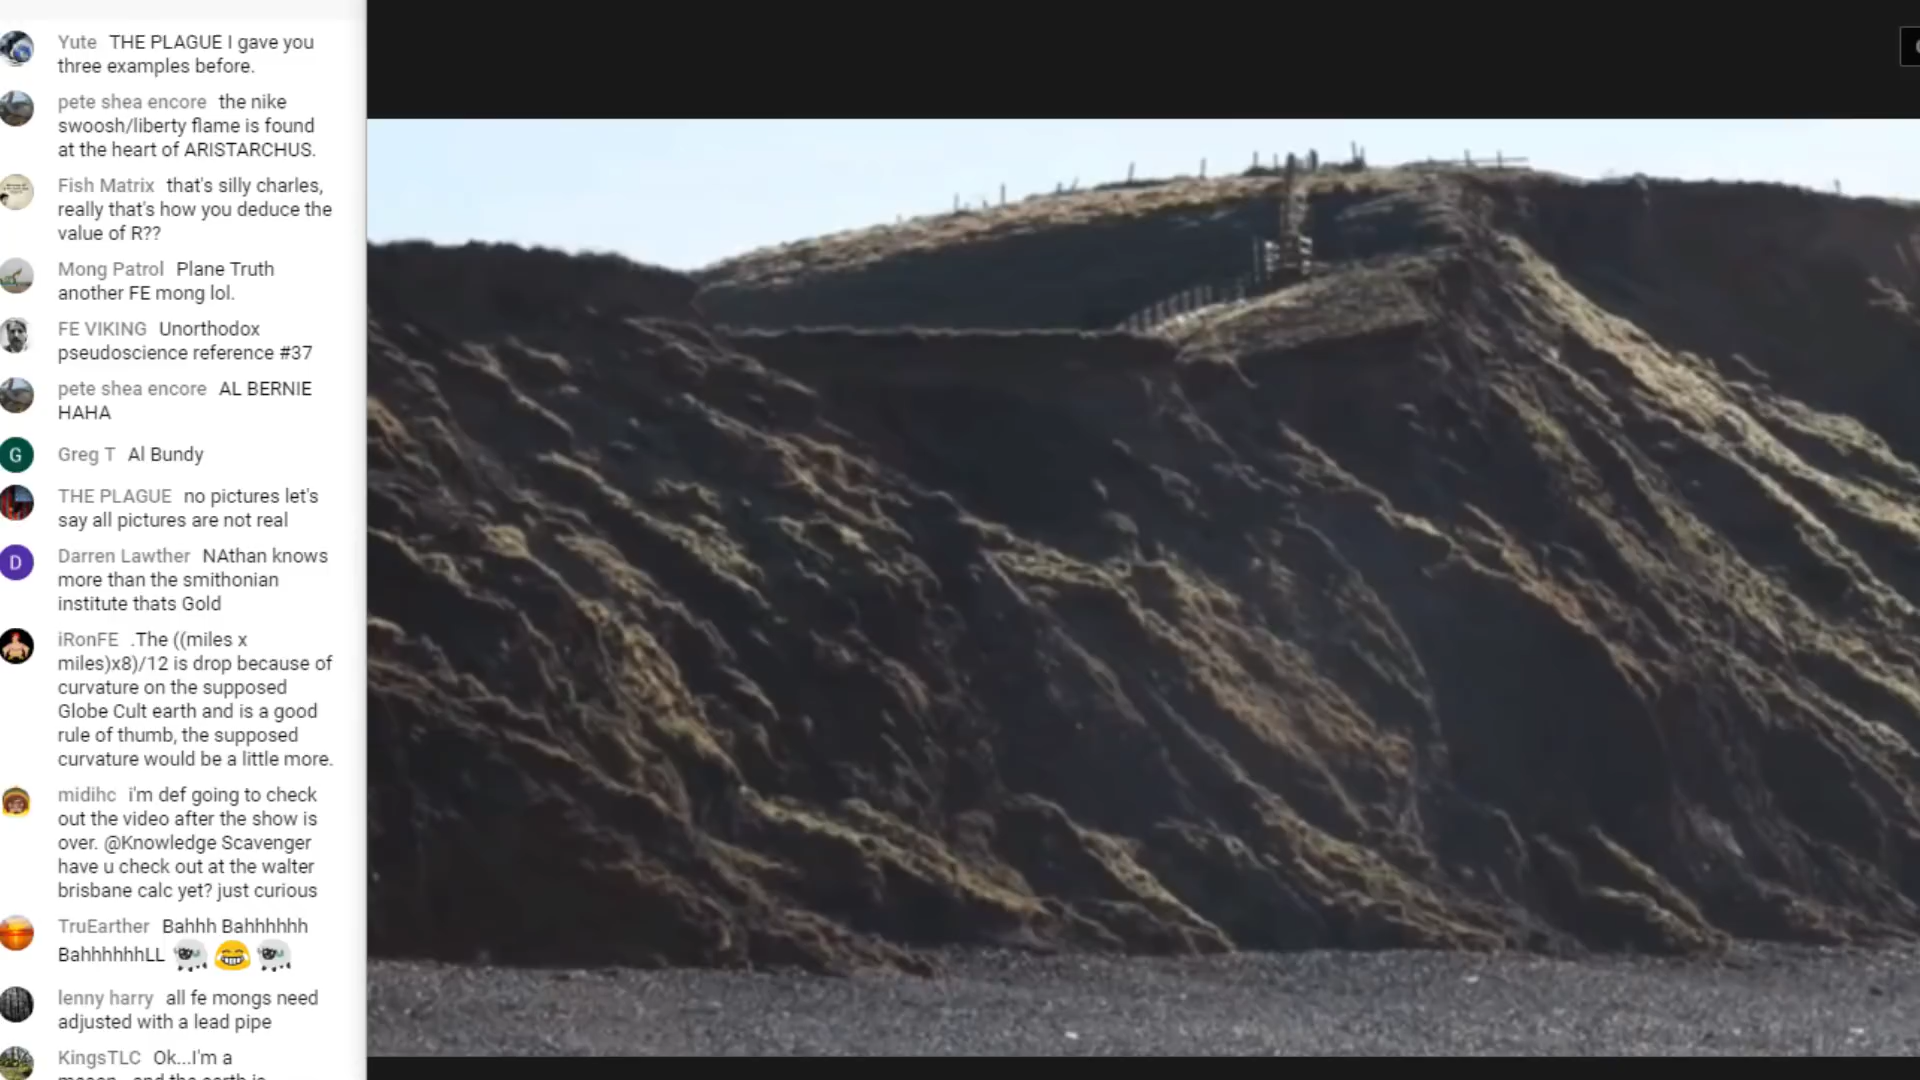 Yute THE PLAGUE I gave you
three examples before.
pete shea encore the nike
swoosh/liberty flame is found
at the heart of ARISTARCHUS.
Fish Matrix that's silly charles,
really that's how you deduce the
value of R??
Mong Patrol Plane Truth
another FE mong lol.
FE VIKING Unorthodox
pseudoscience reference #37
pete shea encore AL BERNIE
HAHA
G Greg T Al Bundy
THE PLAGUE no pictures let's
say all pictures are not real
D Darren Lawther NAthan knows
more than the smithonian
institute thats Gold
iRonFE .The ((miles x
miles)x8)/12 is drop because of
curvature on the supposed
Globe Cult earth and is a good
rule of thumb, the supposed
curvature would be a little more.
midihc i'm def going to check
out the video after the show is
over. @Knowledge Scavenger
have u check out at the walter
brisbane calc yet? just curious
TruEarther Bahhh Bahhhhhh
BahhhhhhLL 🐏😂🐏
lenny harry all fe mongs need
adjusted with a lead pipe
KingsTLC Ok...I'm a